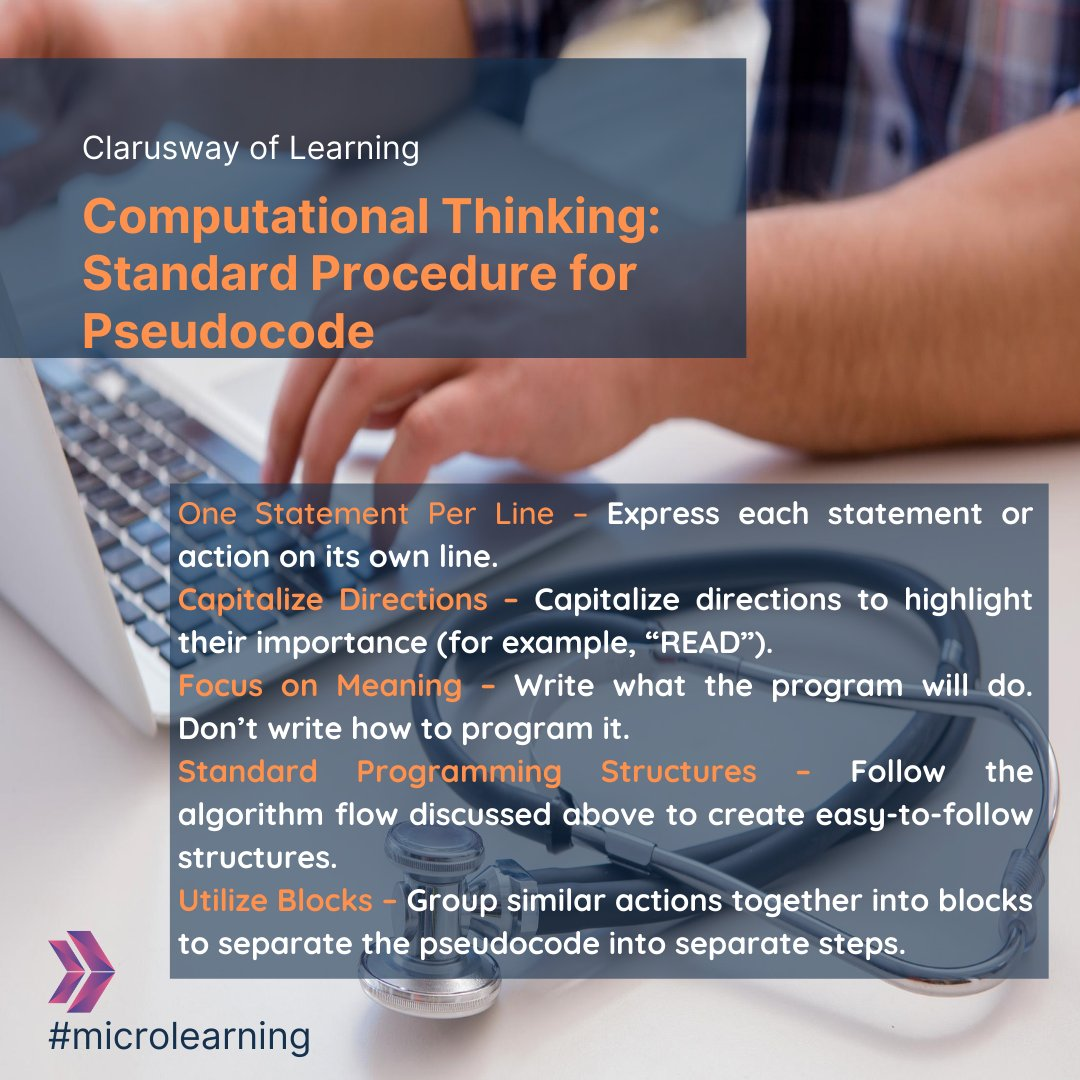 Clarusway of Learning
Computational Thinking:
Standard Procedure for
Pseudocode
One Statement Per Line – Express each statement or
action on its own line.
Capitalize Directions – Capitalize directions to highlight
their importance (for example, “READ”).
Focus on Meaning – Write what the program will do.
Don’t write how to program it.
Standard Programming Structures – Follow the
algorithm flow discussed above to create easy-to-follow
structures.
Utilize Blocks – Group similar actions together into blocks
to separate the pseudocode into separate steps.
#microlearning